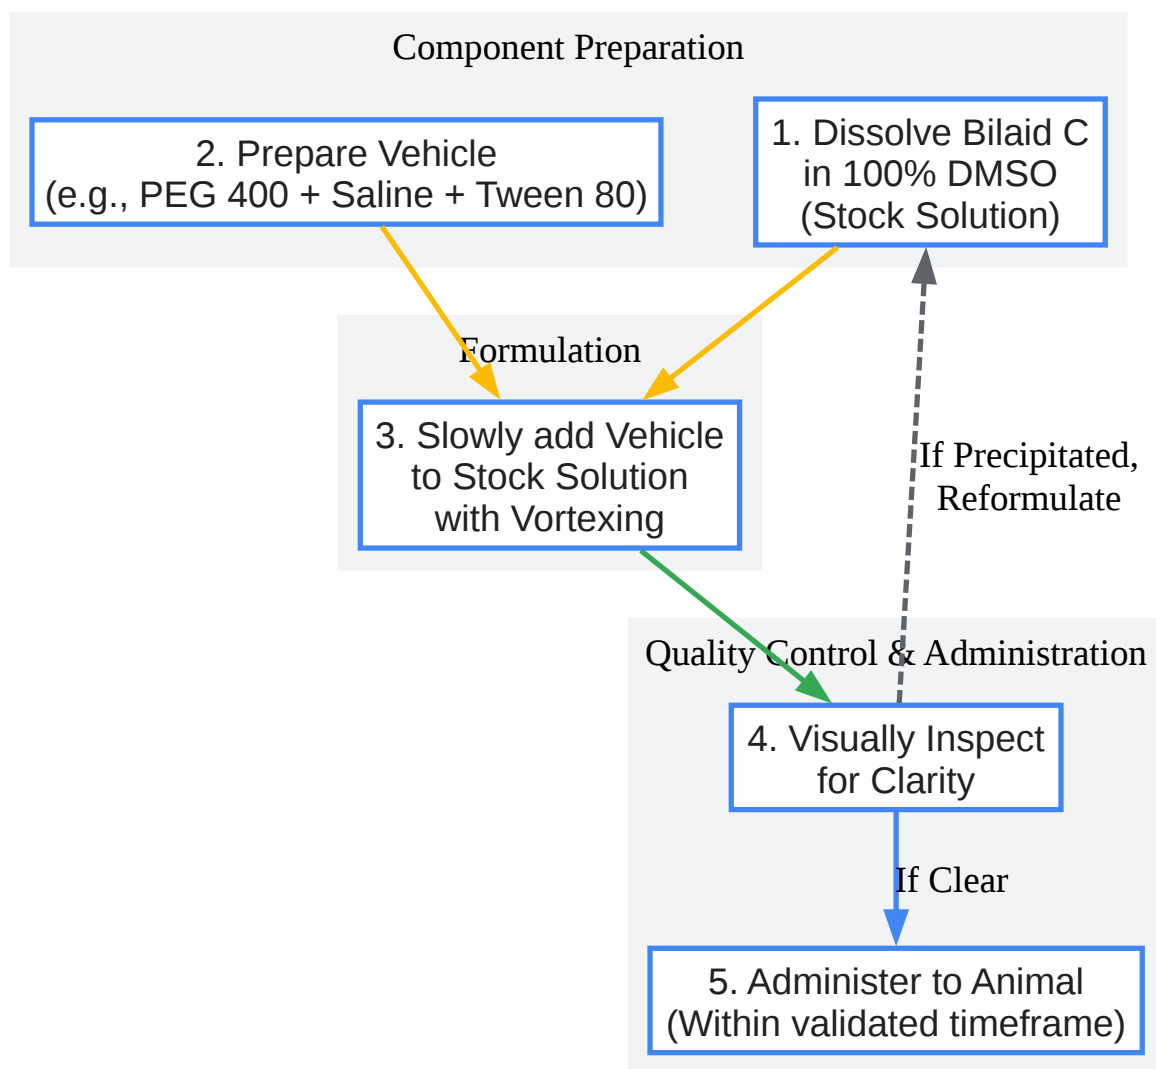 Component Preparation
2. Prepare Vehicle
(e.g., PEG 400 + Saline + Tween 80)
1. Dissolve Bilaid C
in 100% DMSO
(Stock Solution)
Formulation
3. Slowly add Vehicle
to Stock Solution
with Vortexing
If Precipitated,
Reformulate
Quality Control & Administration
4. Visually Inspect
for Clarity
If Clear
5. Administer to Animal
(Within validated timeframe)